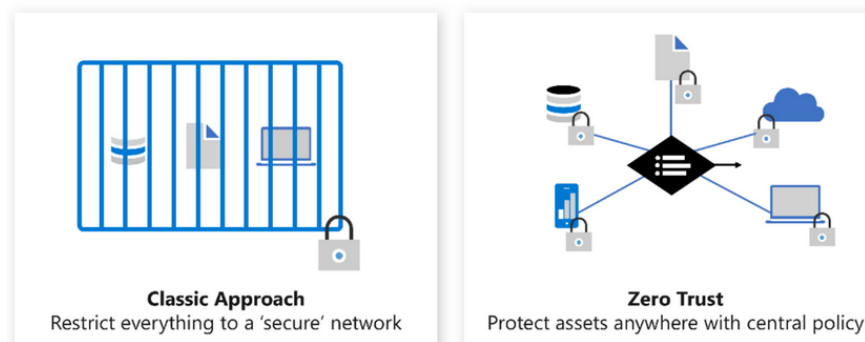 Classic Approach
Restrict everything to a ‘secure’ network
Zero Trust
Protect assets anywhere with central policy